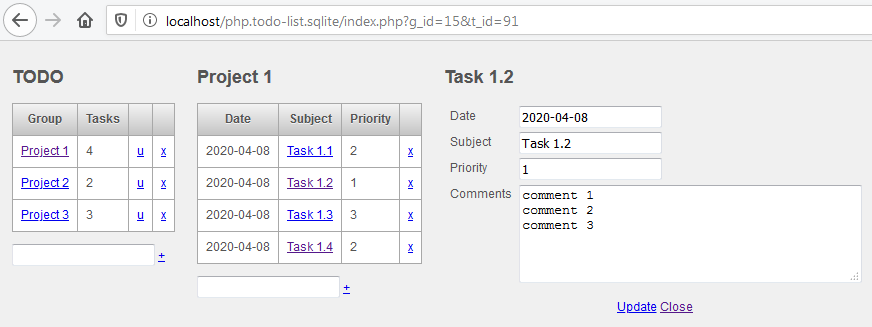 localhost/php.todo-list.sqlite/index.php?g_id=15&t_id=91
TODO
Group Tasks
Project 1 4 u x
Project 2 2 u x
Project 3 3 u x
+
Project 1
Date Subject Priority
2020-04-08 Task 1.1 2 x
2020-04-08 Task 1.2 1 x
2020-04-08 Task 1.3 3 x
2020-04-08 Task 1.4 2 x
+
Task 1.2
Date 2020-04-08
Subject Task 1.2
Priority 1
Comments comment 1
comment 2
comment 3
Update Close